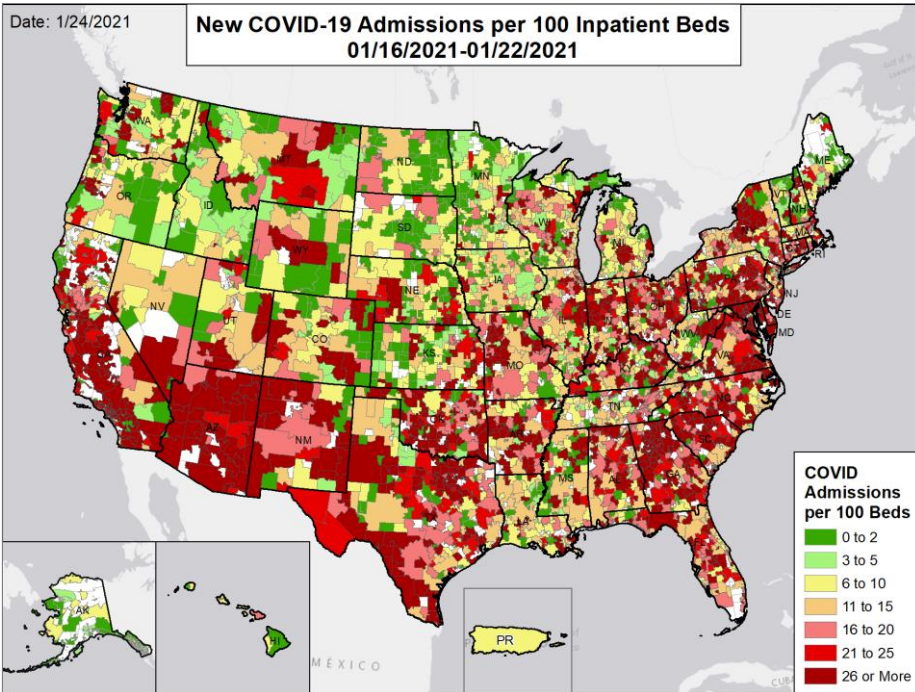 Date: 1/24/2021
New COVID-19 Admissions per 100 Inpatient Beds
01/16/2021-01/22/2021
WA
MT
ND
MN
ME
OR
ID
WY
SD
WI
MI
VT
NH
NY
MA
RI
NV
UT
CO
NE
IA
IL
IN
OH
NJ
DE
MD
CA
KS
MO
KY
WV
VA
AZ
NM
OK
AR
TN
NC
SC
MS
AL
GA
LA
AK
HI
PR
MÉXICO
CUBA
COVID
Admissions
per 100 Beds
0 to 2
3 to 5
6 to 10
11 to 15
16 to 20
21 to 25
26 or More